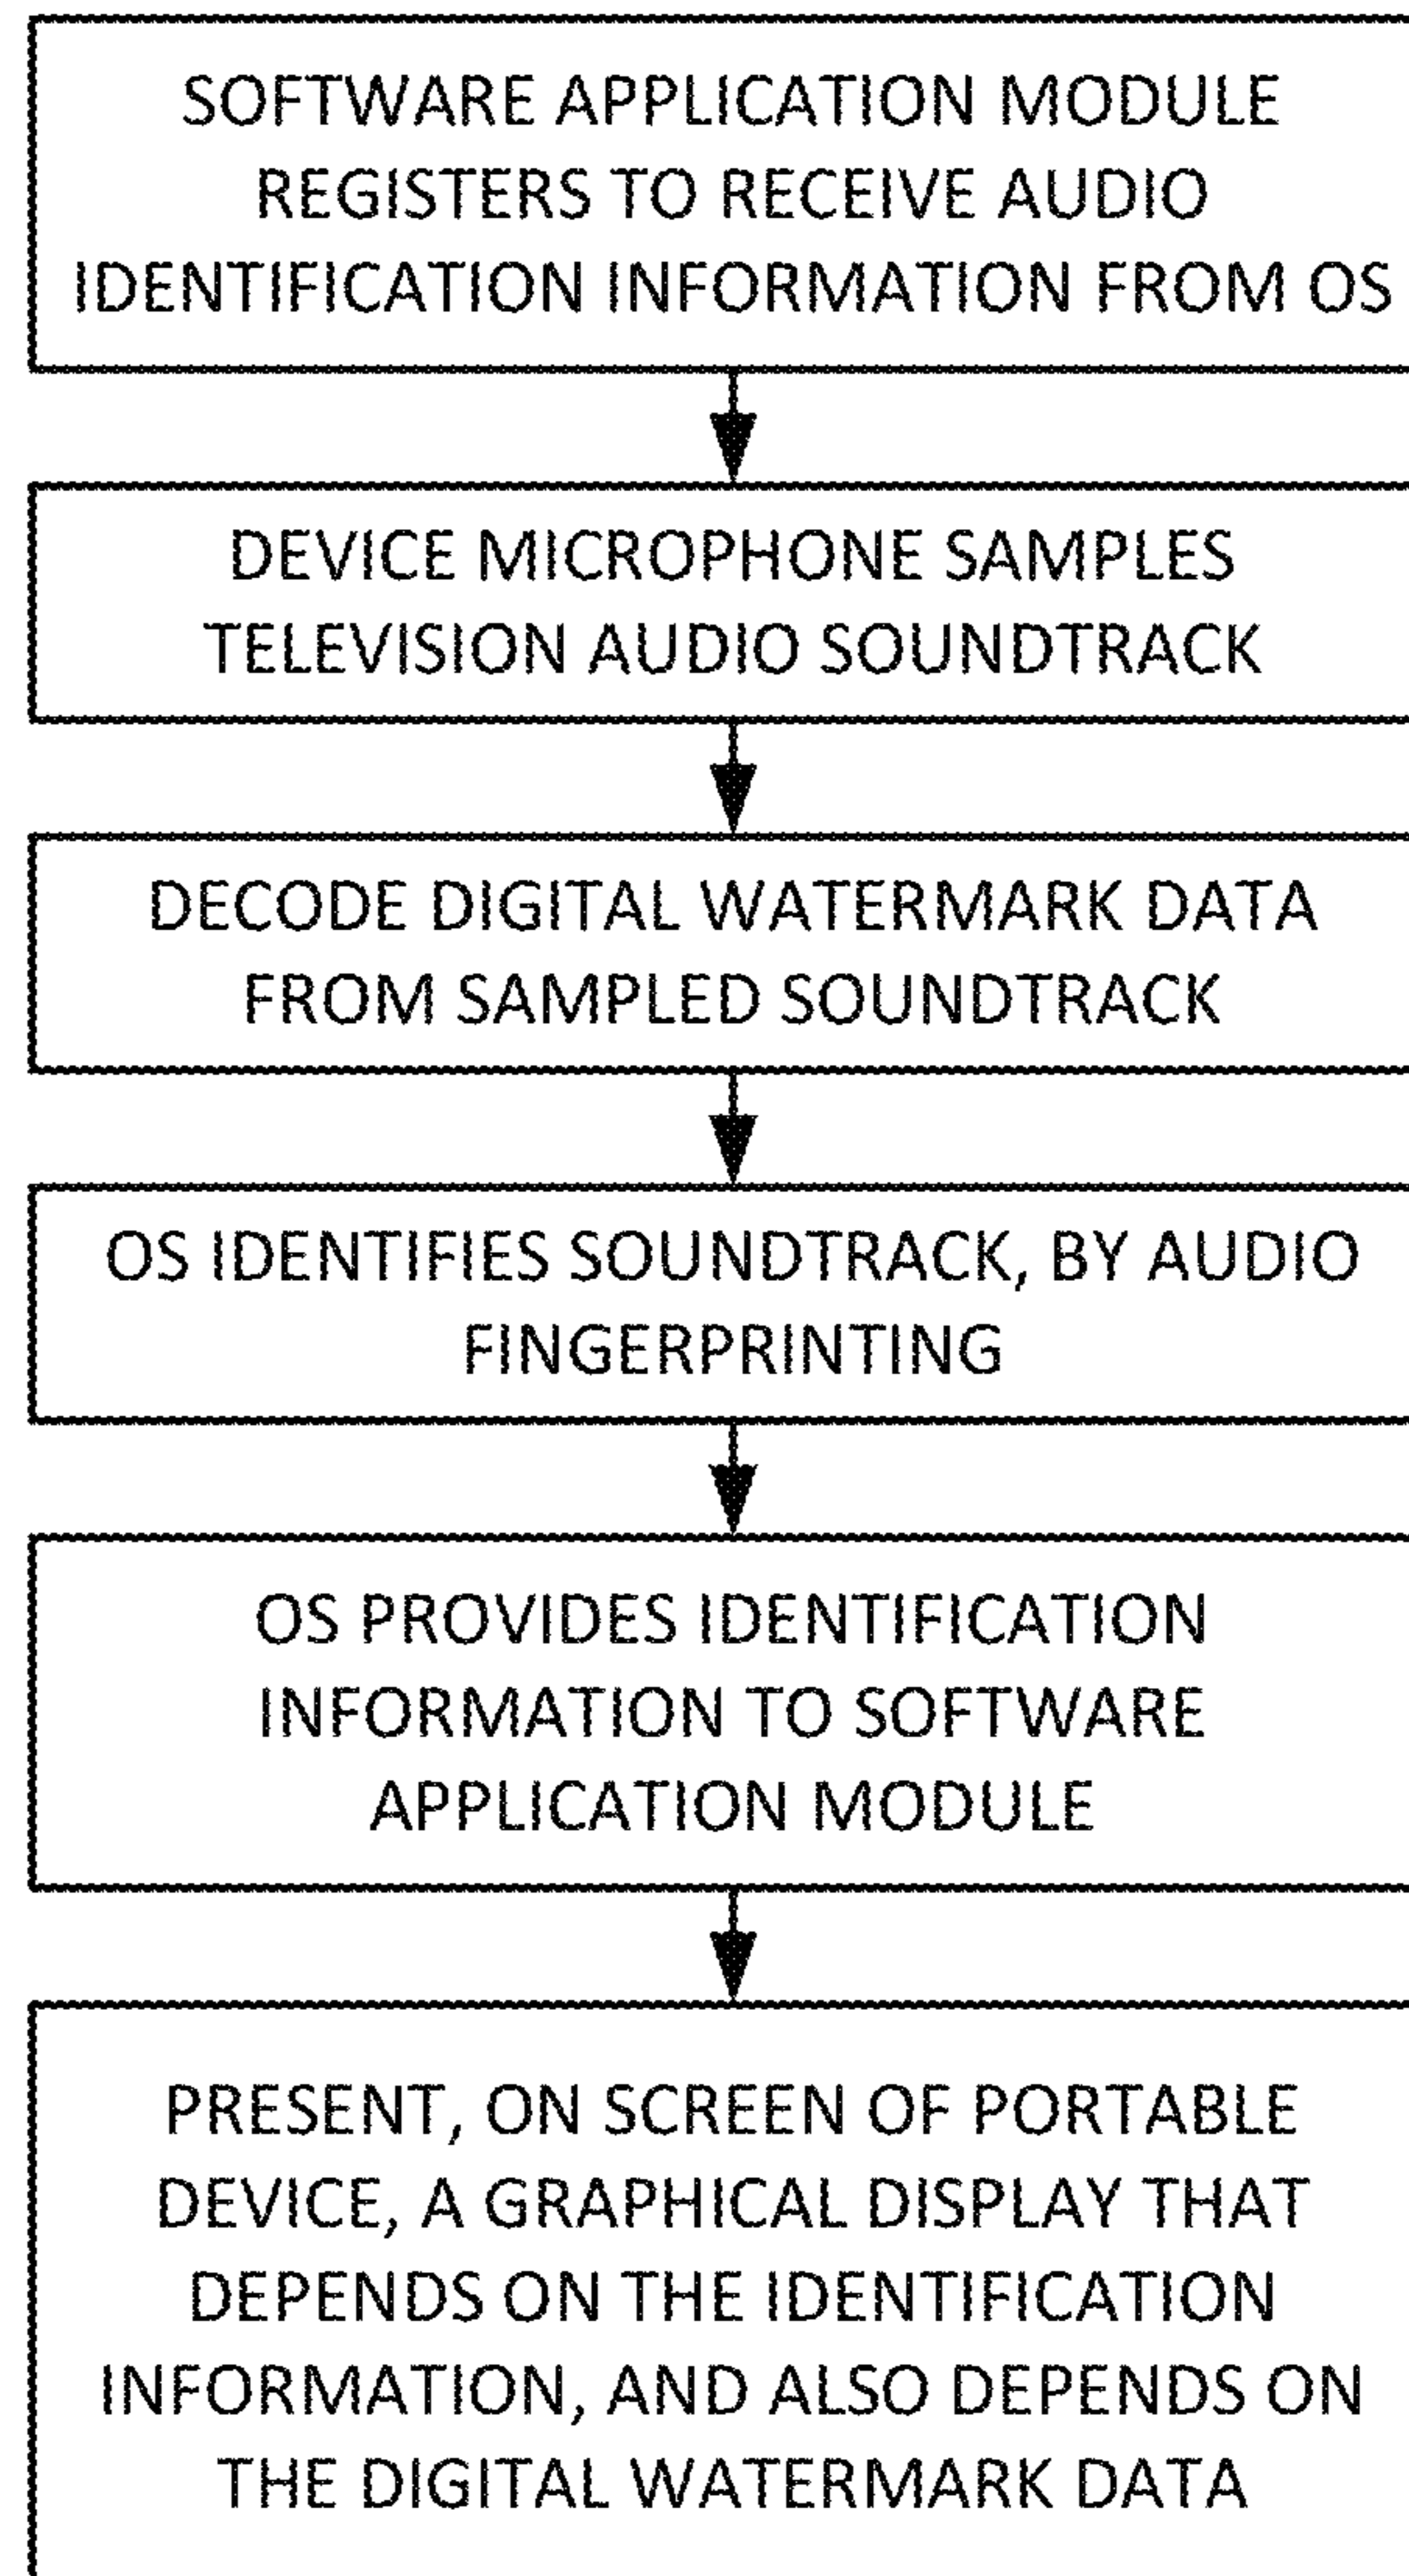 SOFTWARE APPLICATION MODULE
REGISTERS TO RECEIVE AUDIO
IDENTIFICATION INFORMATION FROM OS
DEVICE MICROPHONE SAMPLES
TELEVISION AUDIO SOUNDTRACK
DECODE DIGITAL WATERMARK DATA
FROM SAMPLED SOUNDTRACK
OS IDENTIFIES SOUNDTRACK, BY AUDIO
FINGERPRINTING
OS PROVIDES IDENTIFICATION
INFORMATION TO SOFTWARE
APPLICATION MODULE
PRESENT, ON SCREEN OF PORTABLE
DEVICE, A GRAPHICAL DISPLAY THAT
DEPENDS ON THE IDENTIFICATION
INFORMATION, AND ALSO DEPENDS ON
THE DIGITAL WATERMARK DATA